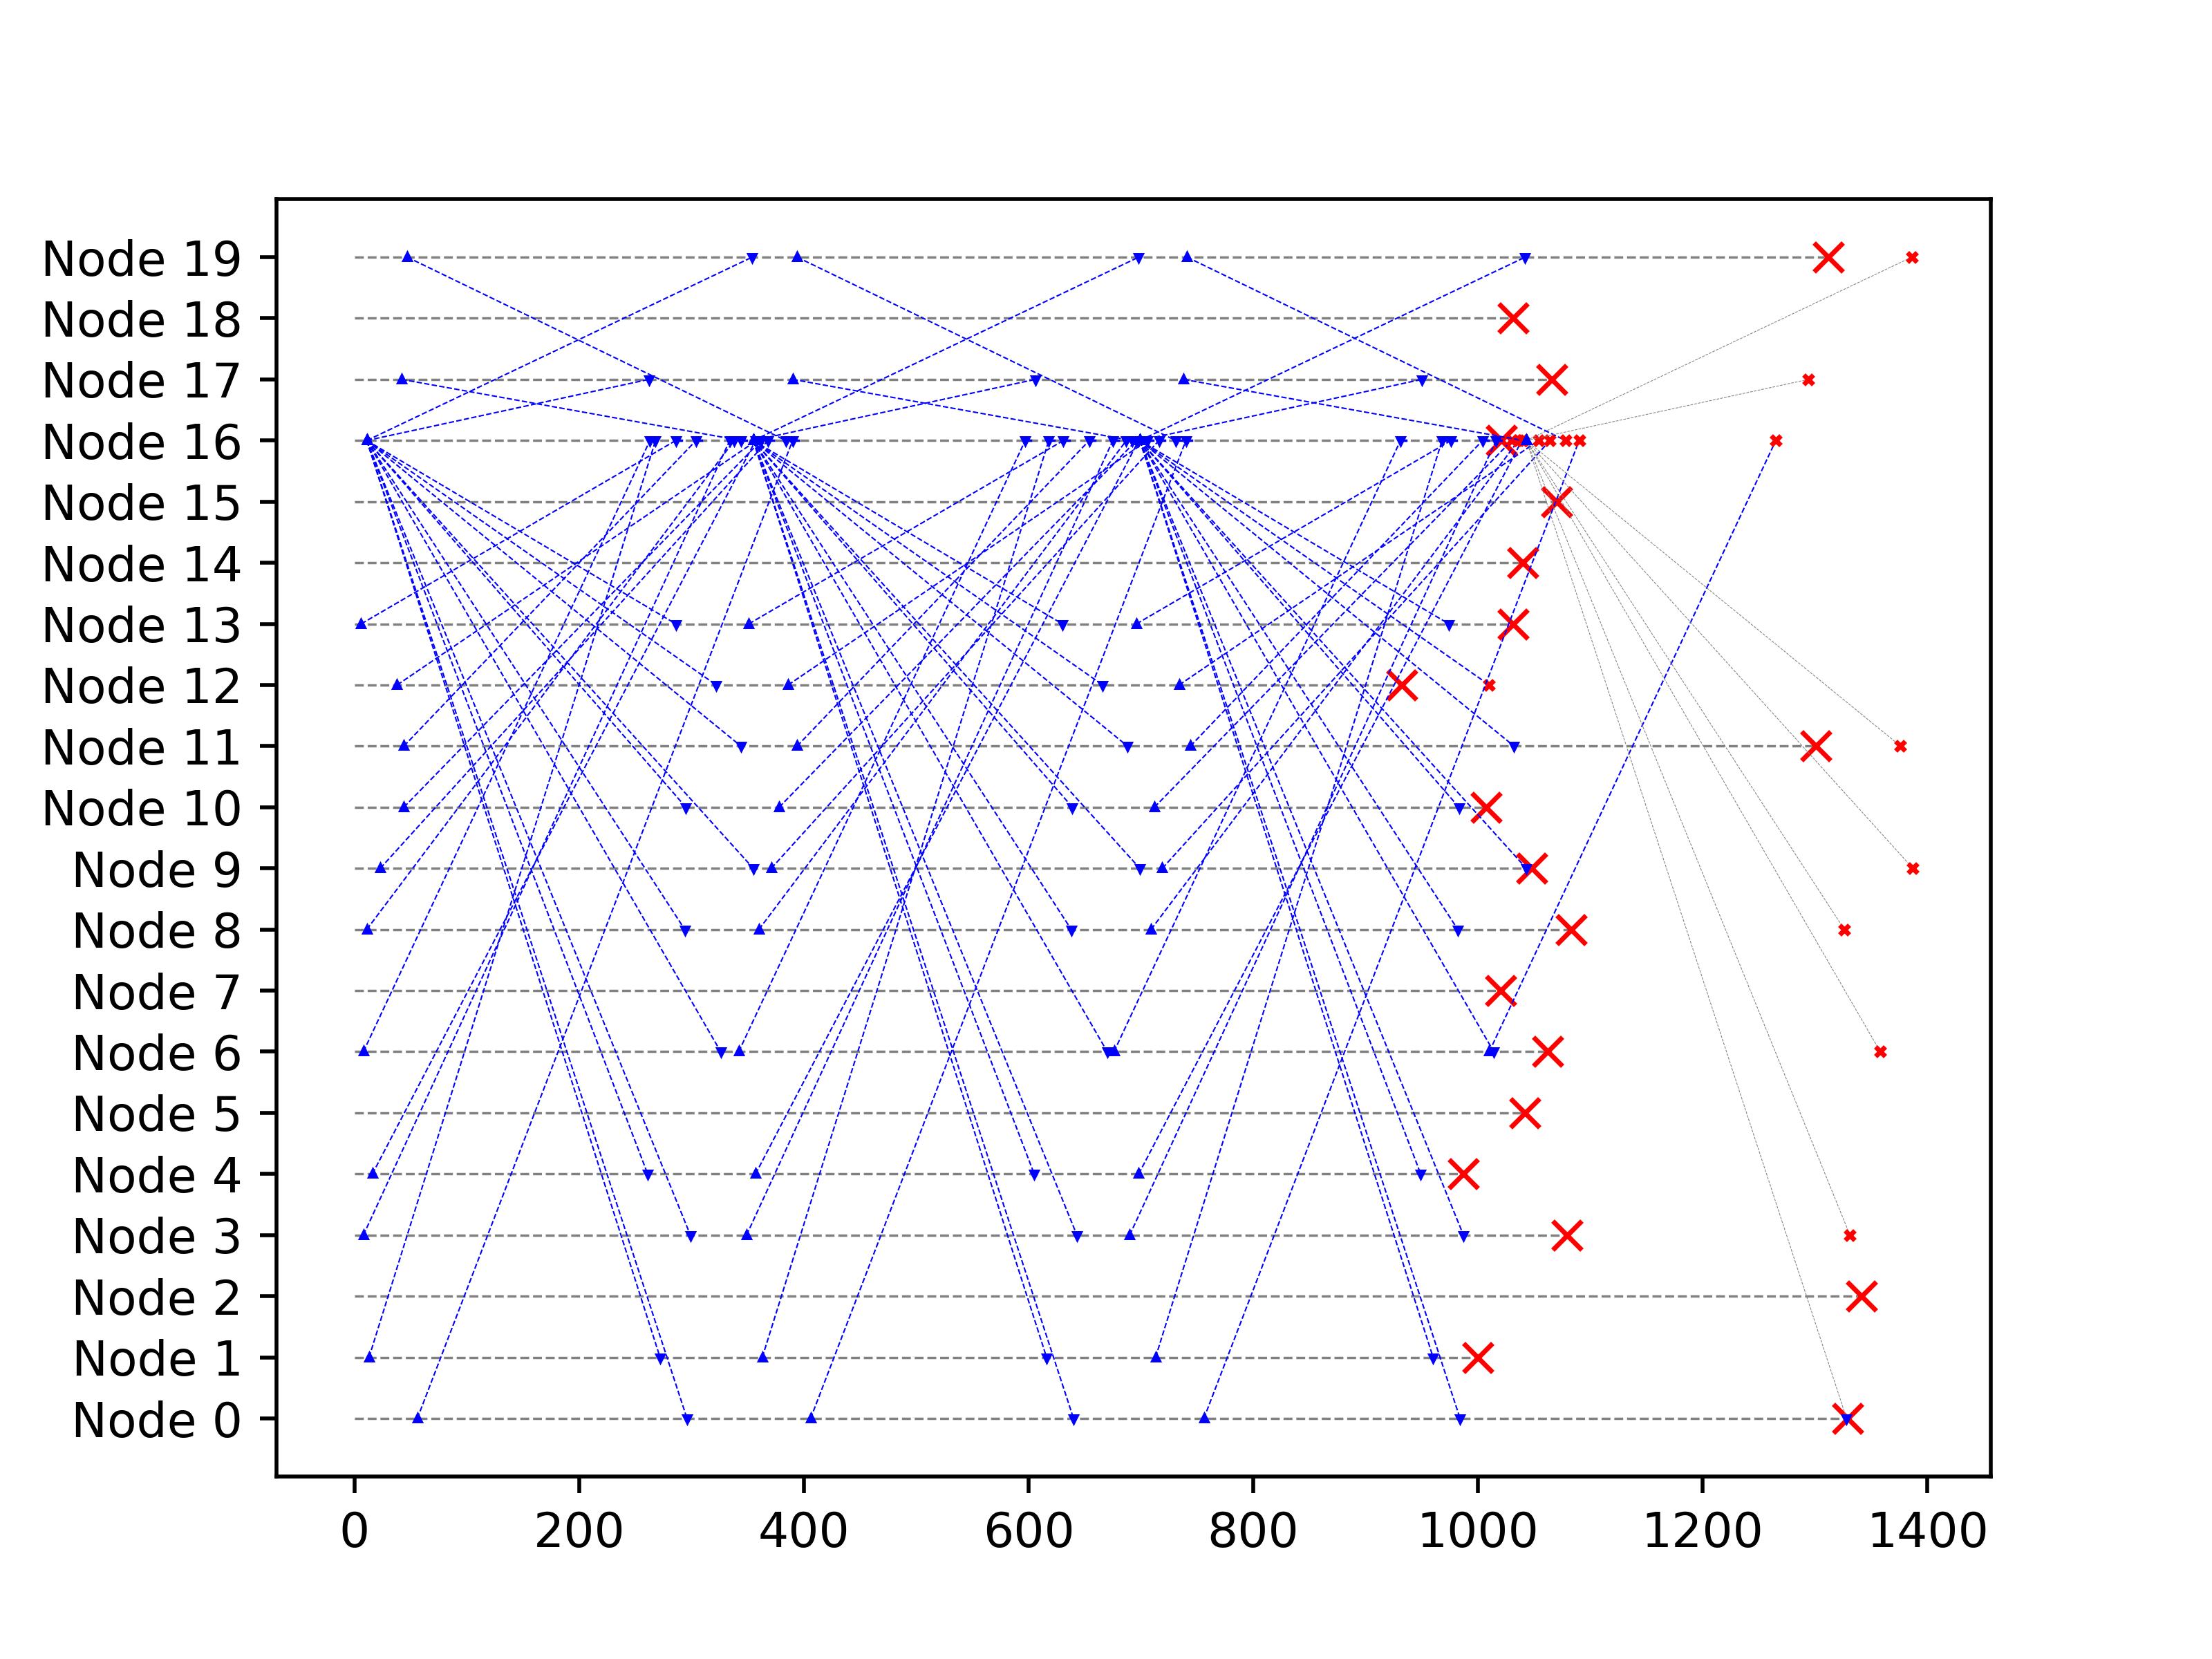 Node 19
Node 18
Node 17
Node 16
Node 15
Node 14
Node 13
Node 12
Node 11
Node 10
Node 9
Node 8
Node 7
Node 6
Node 5
Node 4
Node 3
Node 2
Node 1
Node 0
0 200 400 600 800 1000 1200 1400